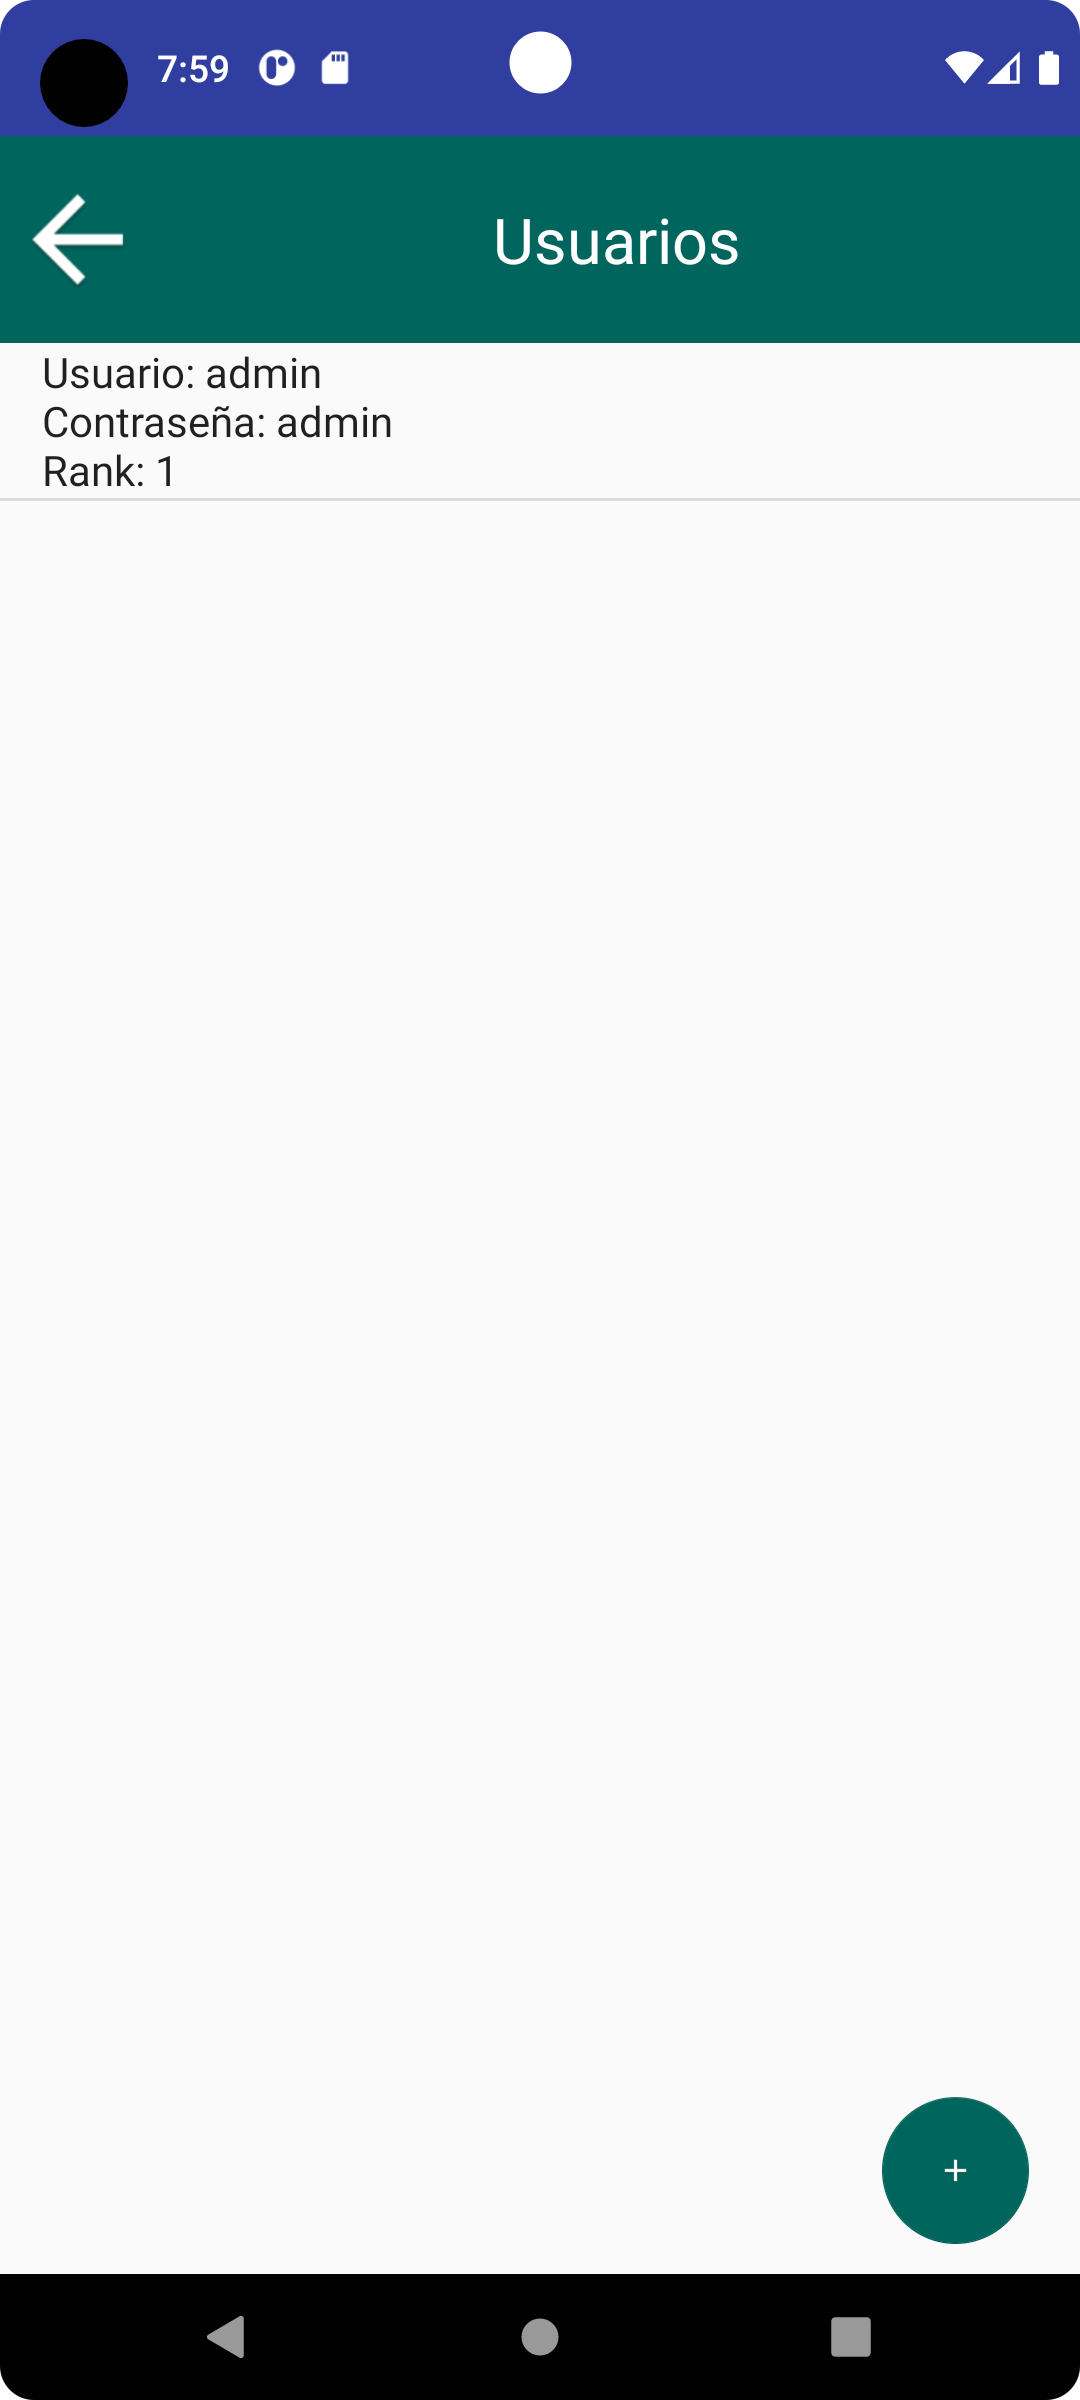 7:59
Usuarios
Usuario: admin
Contraseña: admin
Rank: 1
+